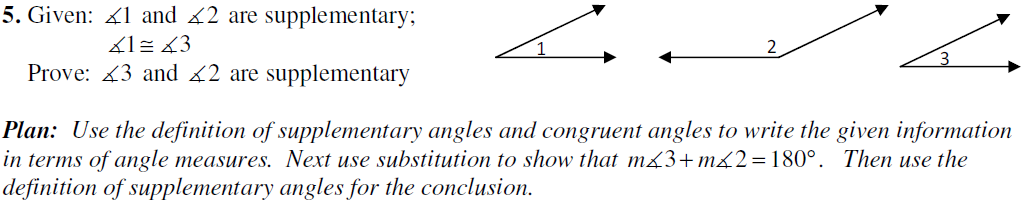 5. Given: ∡1 and ∡2 are supplementary;
∡1 ≅ ∡3
Prove: ∡3 and ∡2 are supplementary
1
2
3
Plan: Use the definition of supplementary angles and congruent angles to write the given information
in terms of angle measures. Next use substitution to show that m∡3+m∡2=180°. Then use the
definition of supplementary angles for the conclusion.